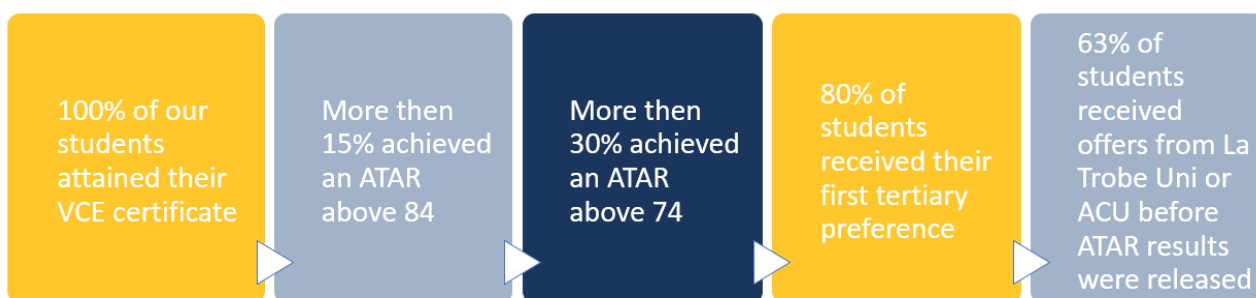 100% of our
students
attained their
VCE certificate
More then
15% achieved
an ATAR
above 84
More then
30% achieved
an ATAR
above 74
80% of
students
received their
first tertiary
preference
63% of
students
received
offers from La
Trobe Uni or
ACU before
ATAR results
were released